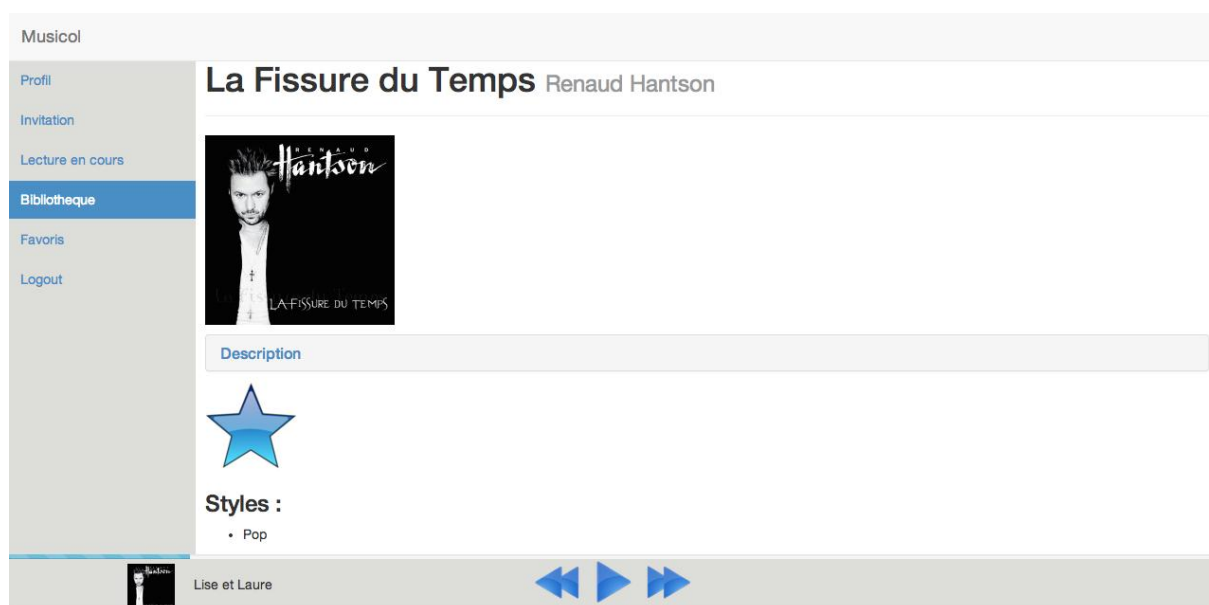 Musicol
Profil
Invitation
Lecture en cours
Bibliotheque
Favoris
Logout
La Fissure du Temps Renaud Hantson
RENAUD
Hantson
LA FISSURE DU TEMPS
Description
Styles :
• Pop
Hantson
Lise et Laure